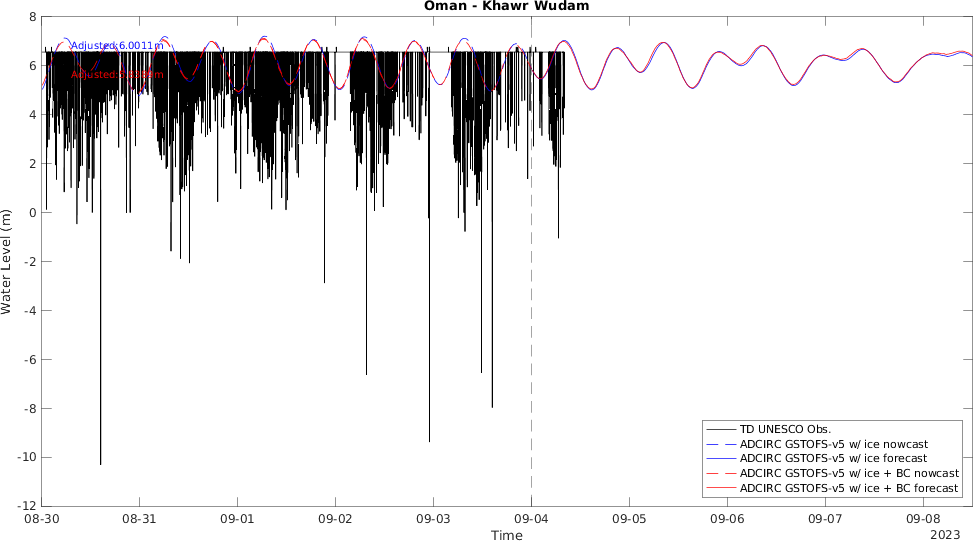 Oman - Khawr Wudam
Water Level (m)
8
6
4
2
0
-2
-4
-6
-8
-10
-12
Adjusted:6.0011m
08-30
08-31
09-01
09-02
09-03
09-04
09-05
09-06
09-07
09-08
Time
2023
TD UNESCO Obs.
ADCIRC GSTOFS-v5 w/ ice nowcast
ADCIRC GSTOFS-v5 w/ ice forecast
ADCIRC GSTOFS-v5 w/ ice + BC nowcast
ADCIRC GSTOFS-v5 w/ ice + BC forecast